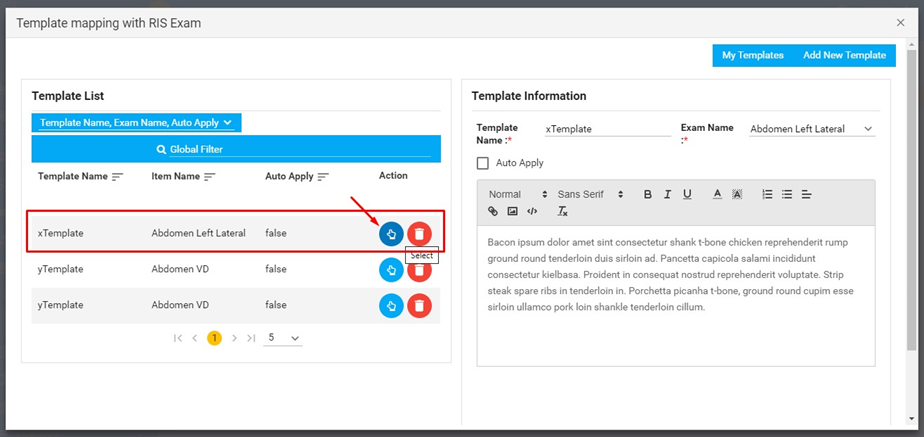 Template mapping with RIS Exam
My Templates Add New Template
Template List
Template Name, Exam Name, Auto Apply
Global Filter
Template Name Item Name Auto Apply Action
xTemplate Abdomen Left Lateral false
Select
yTemplate Abdomen VD false
yTemplate Abdomen VD false
1 5
Template Information
Template Name :* xTemplate Exam Name :* Abdomen Left Lateral
Auto Apply
Normal Sans Serif B I U A A
Bacon ipsum dolor amet sint consectetur shank t-bone chicken reprehenderit rump
ground round tenderloin duis sirloin ad. Pancetta capicola salami incididunt
consectetur kielbasa. Proident in consequat nostrud reprehenderit voluptate. Strip
steak spare ribs in tenderloin in. Porchetta picanha t-bone, ground round cupim esse
sirloin ullamco pork loin shankle tenderloin cillum.